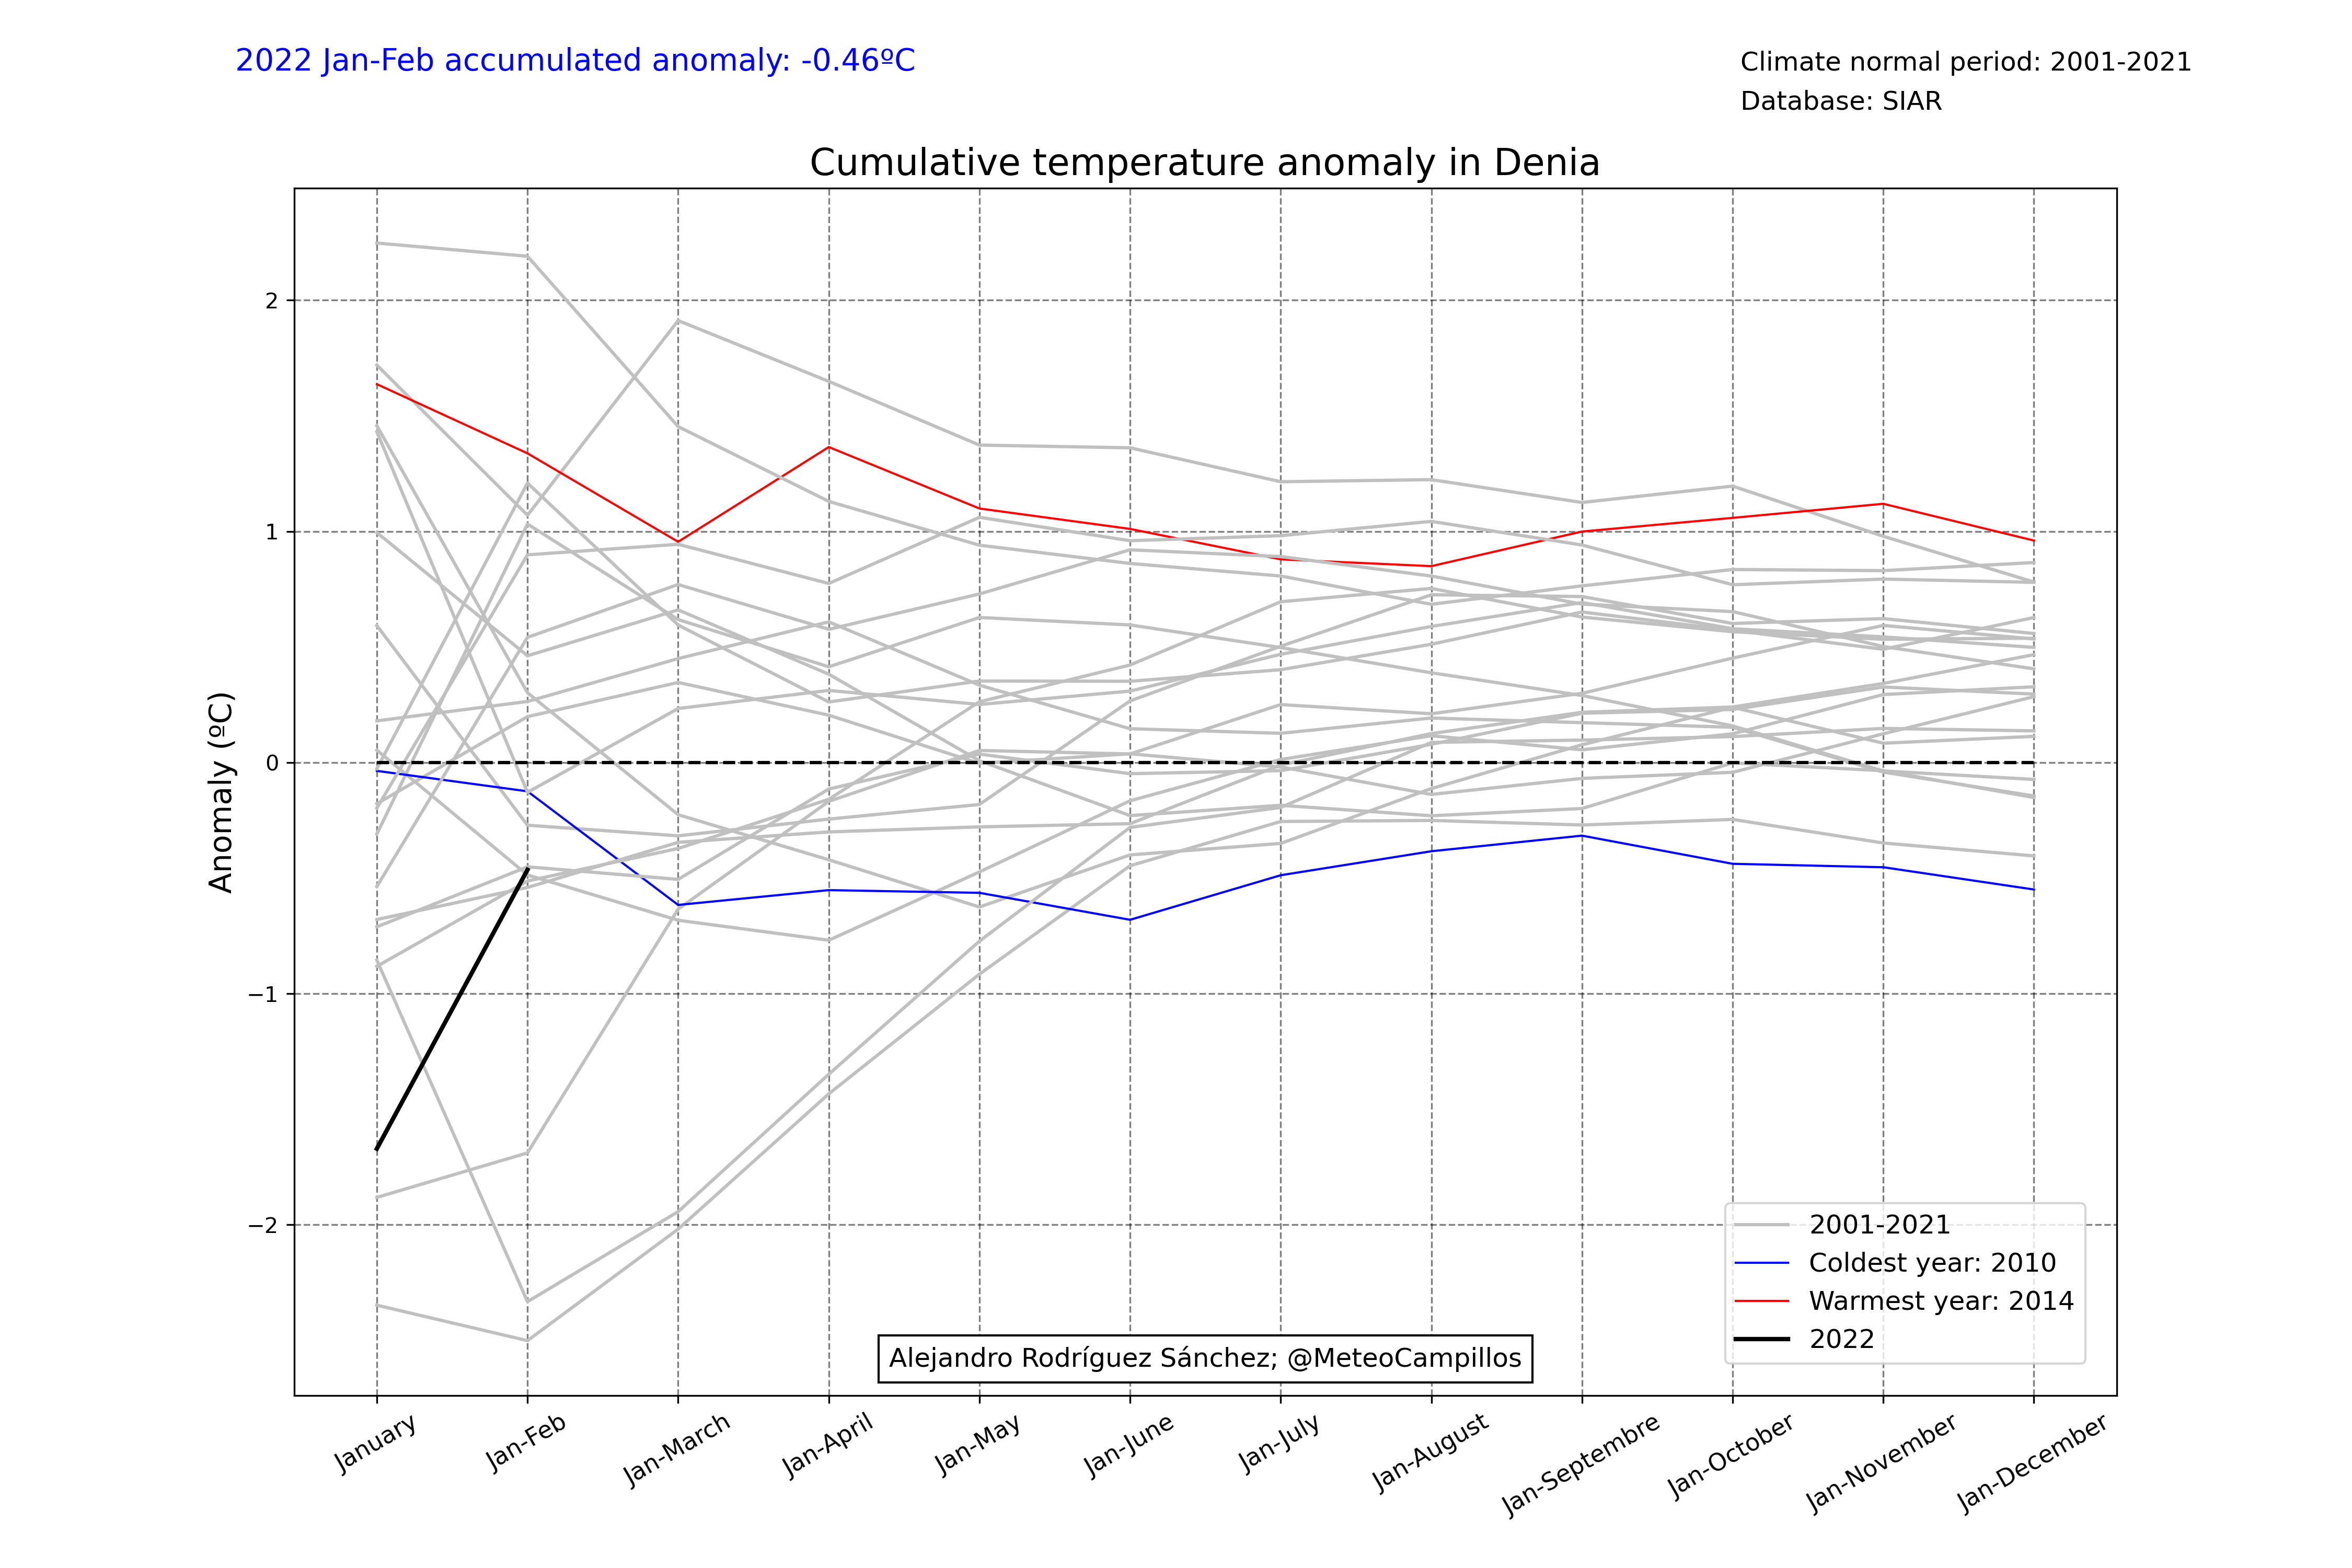 2022 Jan-Feb accumulated anomaly: -0.46ºC
Climate normal period: 2001-2021
Database: SIAR
Cumulative temperature anomaly in Denia
Anomaly (ºC)
2
1
0
−1
−2
2001-2021
Coldest year: 2010
Warmest year: 2014
2022
Alejandro Rodríguez Sánchez; @MeteoCampillos
January
Jan-Feb
Jan-March
Jan-April
Jan-May
Jan-June
Jan-July
Jan-August
Jan-Septembre
Jan-October
Jan-November
Jan-December